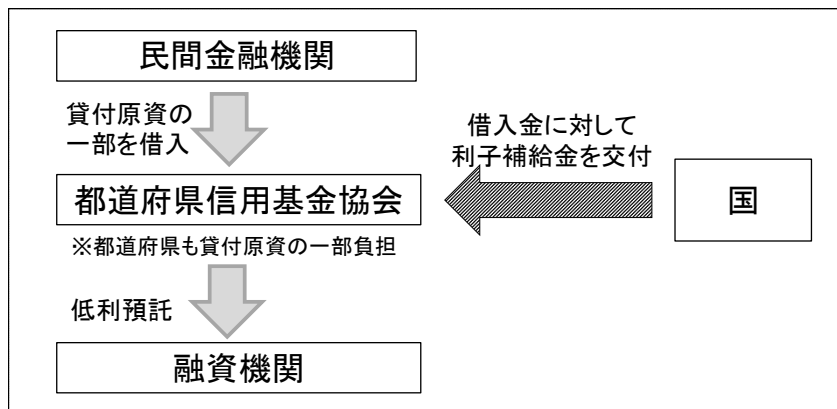 民間金融機関
貸付原資の
一部を借入
借入金に対して
利子補給金を交付
都道府県信用基金協会
国
※都道府県も貸付原資の一部負担
低利預託
融資機関